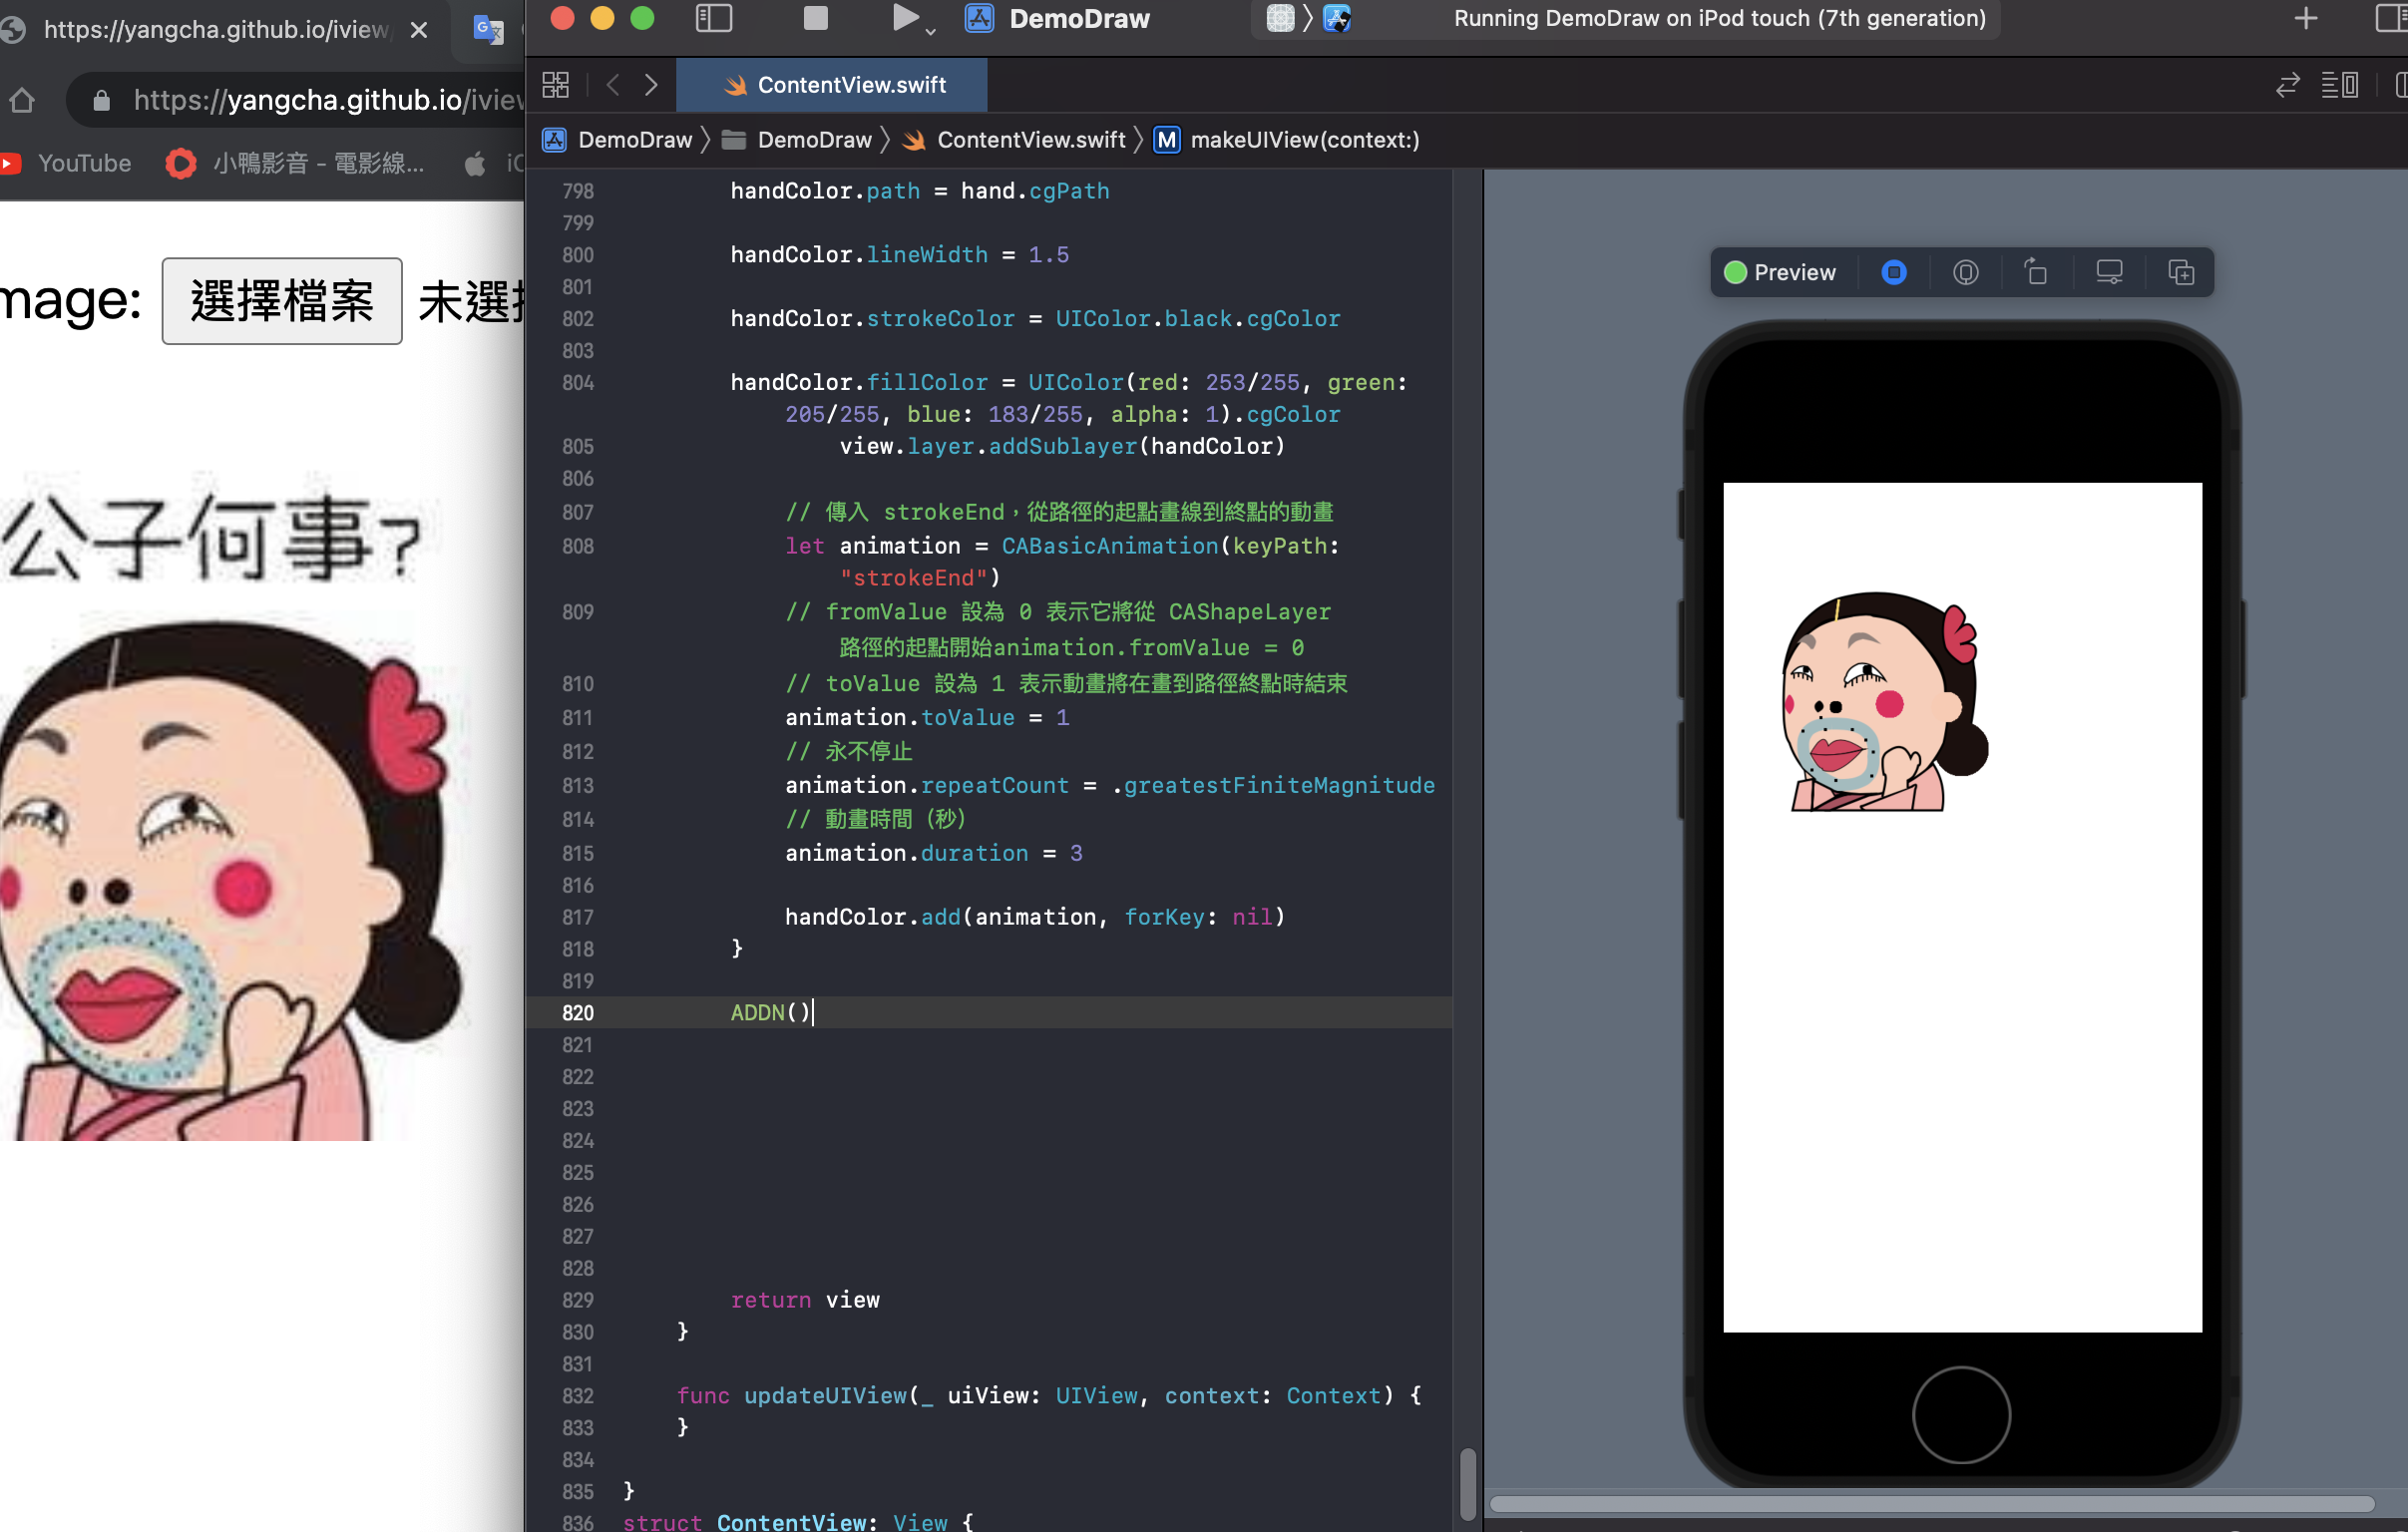 https://yangcha.github.io/iview
DemoDraw
Running DemoDraw on iPod touch (7th generation)
https://yangcha.github.io/iview
ContentView.swift
DemoDraw
DemoDraw
ContentView.swift
M
makeUIView(context:)
YouTube
小鴨影音 - 電影線...
mage:
選擇檔案
未選擇
公子何事?
798 handColor.path = hand.cgPath
799
800 handColor.lineWidth = 1.5
801
802 handColor.strokeColor = UIColor.black.cgColor
803
804 handColor.fillColor = UIColor(red: 253/255, green:
205/255, blue: 183/255, alpha: 1).cgColor
805 view.layer.addSublayer(handColor)
806
807 // 傳入 strokeEnd，從路徑的起點畫線到終點的動畫
808 let animation = CABasicAnimation(keyPath:
"strokeEnd")
809 // fromValue 設為 0 表示它將從 CAShapeLayer
路徑的起點開始animation.fromValue = 0
810 // toValue 設為 1 表示動畫將在畫到路徑終點時結束
811 animation.toValue = 1
812 // 永不停止
813 animation.repeatCount = .greatestFiniteMagnitude
814 // 動畫時間（秒）
815 animation.duration = 3
816
817 handColor.add(animation, forKey: nil)
818 }
819
820 ADDN()
821
822
823
824
825
826
827
828
829 return view
830 }
831
832 func updateUIView(_ uiView: UIView, context: Context) {
833 }
834
835 }
836 struct ContentView: View {
Preview